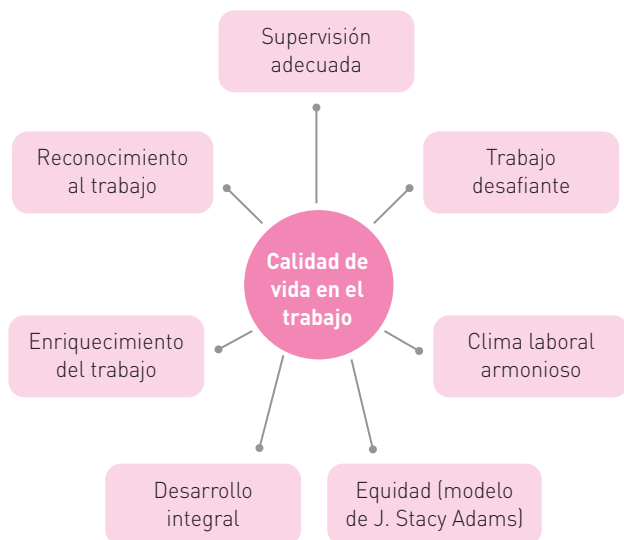 Supervisión
adecuada
Reconocimiento
al trabajo
Trabajo
desafiante
Calidad de
vida en el
trabajo
Enriquecimiento
del trabajo
Clima laboral
armonioso
Desarrollo
integral
Equidad (modelo
de J. Stacy Adams)